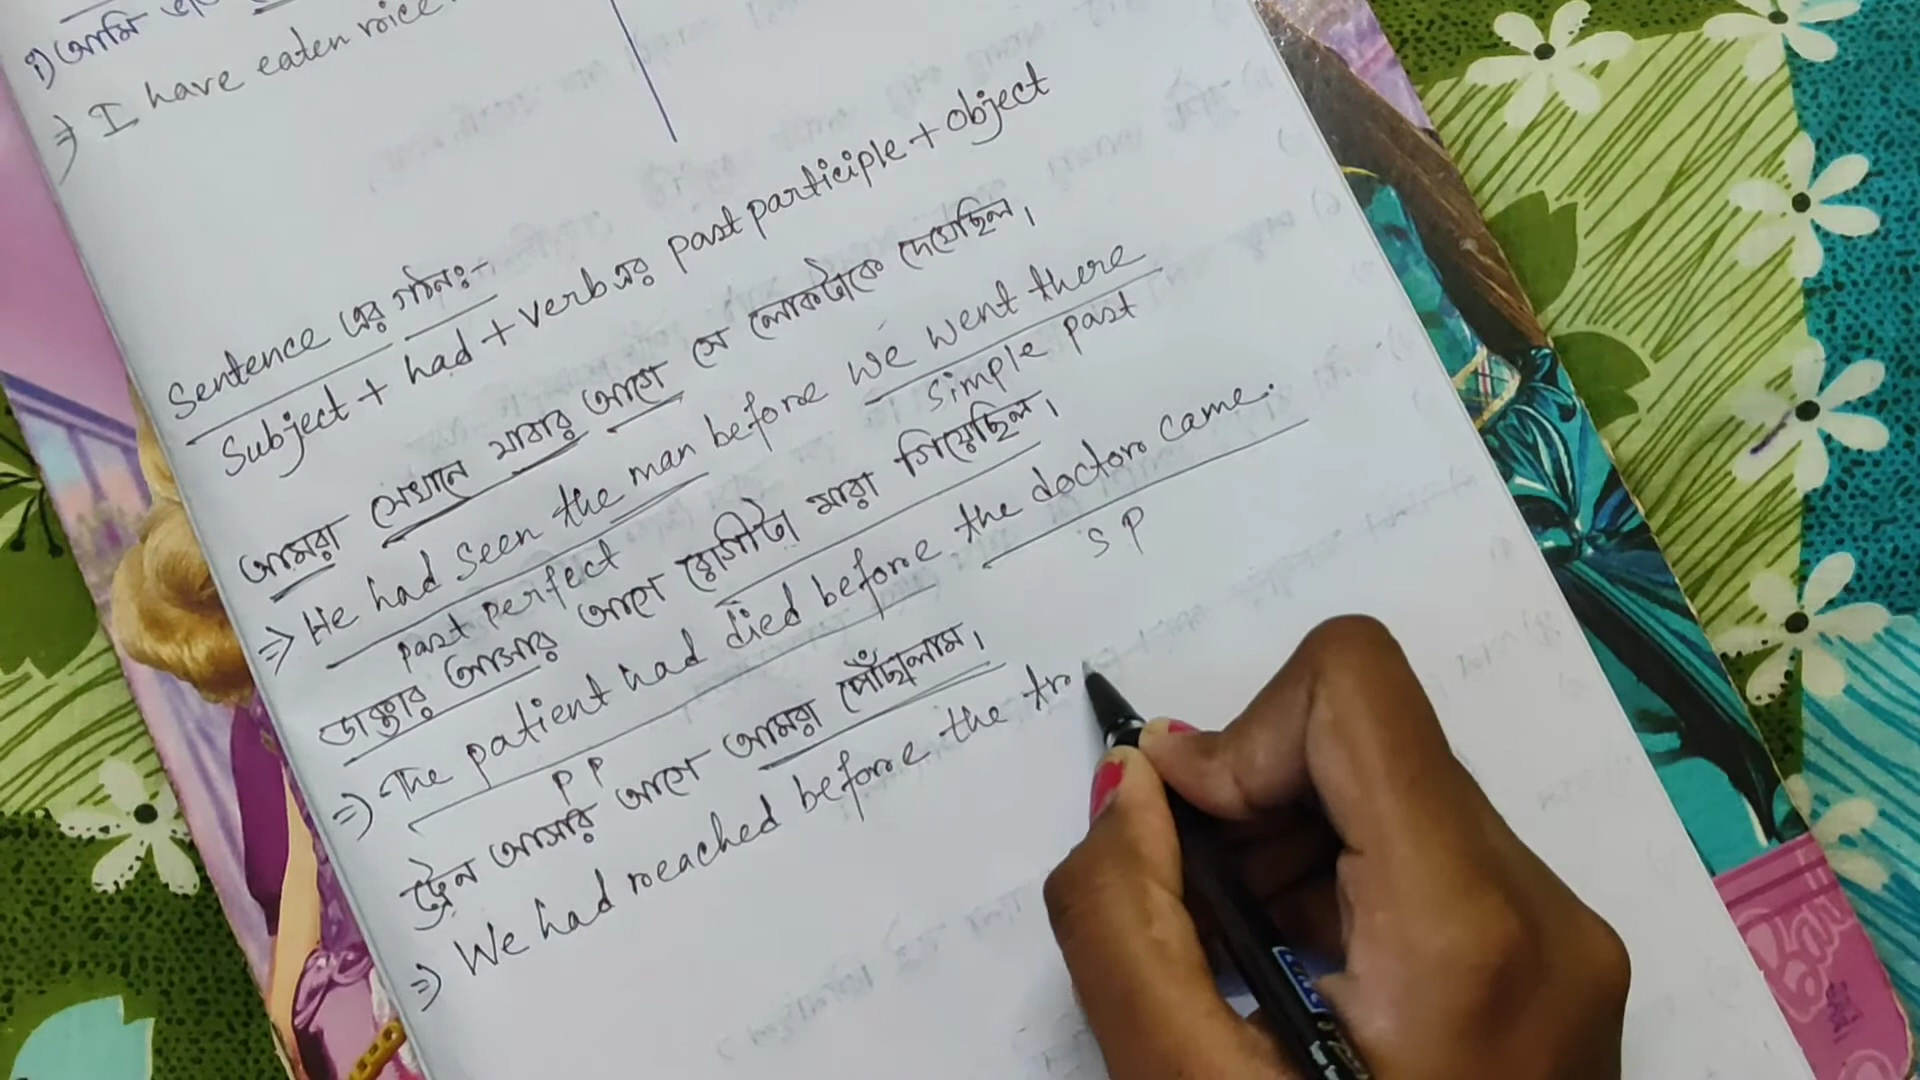 i) আমি
⇒ I have eaten roice.
Sentence এর গঠনঃ-
Subject + had + verb এর past participle + object
আমরা সেখানে যাবার আগে সে লোকটাকে দেখেছিল।
⇒ He had seen the man before we went there
past perfect simple past
ডাক্তার আসার আগে রোগীটা মারা গিয়েছিল।
⇒) The patient had died before the doctor came.
P P S P
ট্রেন আসার আগে আমরা পৌঁছুলাম।
⇒) We had reached before the tr